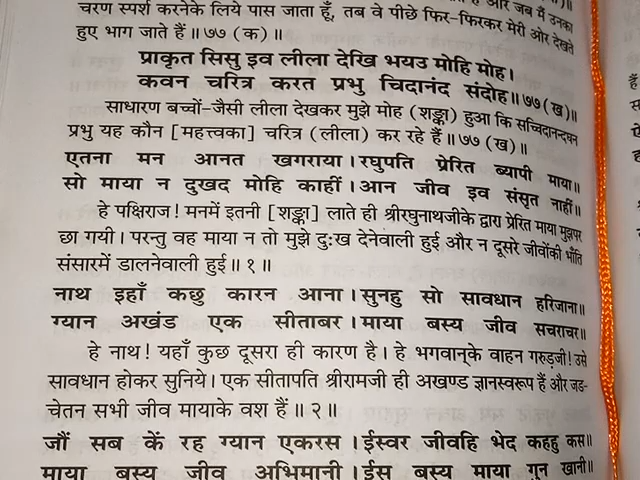 चरण स्पर्श करनेके लिये पास जाता हूँ, तब वे पीछे फिर-फिरकर मेरी ओर देखते
हुए भाग जाते हैं॥ ७७ (क)॥
प्राकृत सिसु इव लीला देखि भयउ मोहि मोह।
कवन चरित्र करत प्रभु चिदानंद संदोह॥ ७७ (ख)॥
साधारण बच्चों-जैसी लीला देखकर मुझे मोह (शङ्का) हुआ कि सच्चिदानन्दघन
प्रभु यह कौन [महत्त्वका] चरित्र (लीला) कर रहे हैं॥ ७७ (ख)॥
एतना मन आनत खगराया। रघुपति प्रेरित ब्यापी माया॥
सो माया न दुखद मोहि काहीं। आन जीव इव संसृत नाहीं॥
हे पक्षिराज! मनमें इतनी [शङ्का] लाते ही श्रीरघुनाथजीके द्वारा प्रेरित माया मुझपर
छा गयी। परन्तु वह माया न तो मुझे दुःख देनेवाली हुई और न दूसरे जीवोंकी भाँति
संसारमें डालनेवाली हुई॥ १॥
नाथ इहाँ कछु कारन आना। सुनहु सो सावधान हरिजाना॥
ग्यान अखंड एक सीताबर। माया बस्य जीव सचराचर॥
हे नाथ! यहाँ कुछ दूसरा ही कारण है। हे भगवान्‌के वाहन गरुड़जी! उसे
सावधान होकर सुनिये। एक सीतापति श्रीरामजी ही अखण्ड ज्ञानस्वरूप हैं और जड-
चेतन सभी जीव मायाके वश हैं॥ २॥
जौं सब कें रह ग्यान एकरस। ईस्वर जीवहि भेद कहहु कस॥
माया बस्य जीव अभिमानी। ईस बस्य माया गुन खानी॥